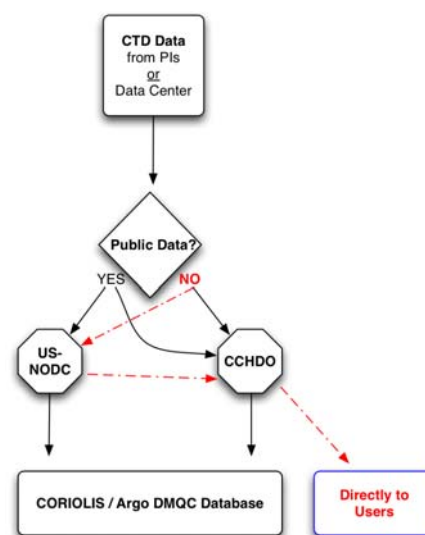 CTD Data
from PIs
or
Data Center
Public Data?
YES
NO
US-
NODC
CCHDO
CORIOLIS / Argo DMQC Database
Directly to
Users